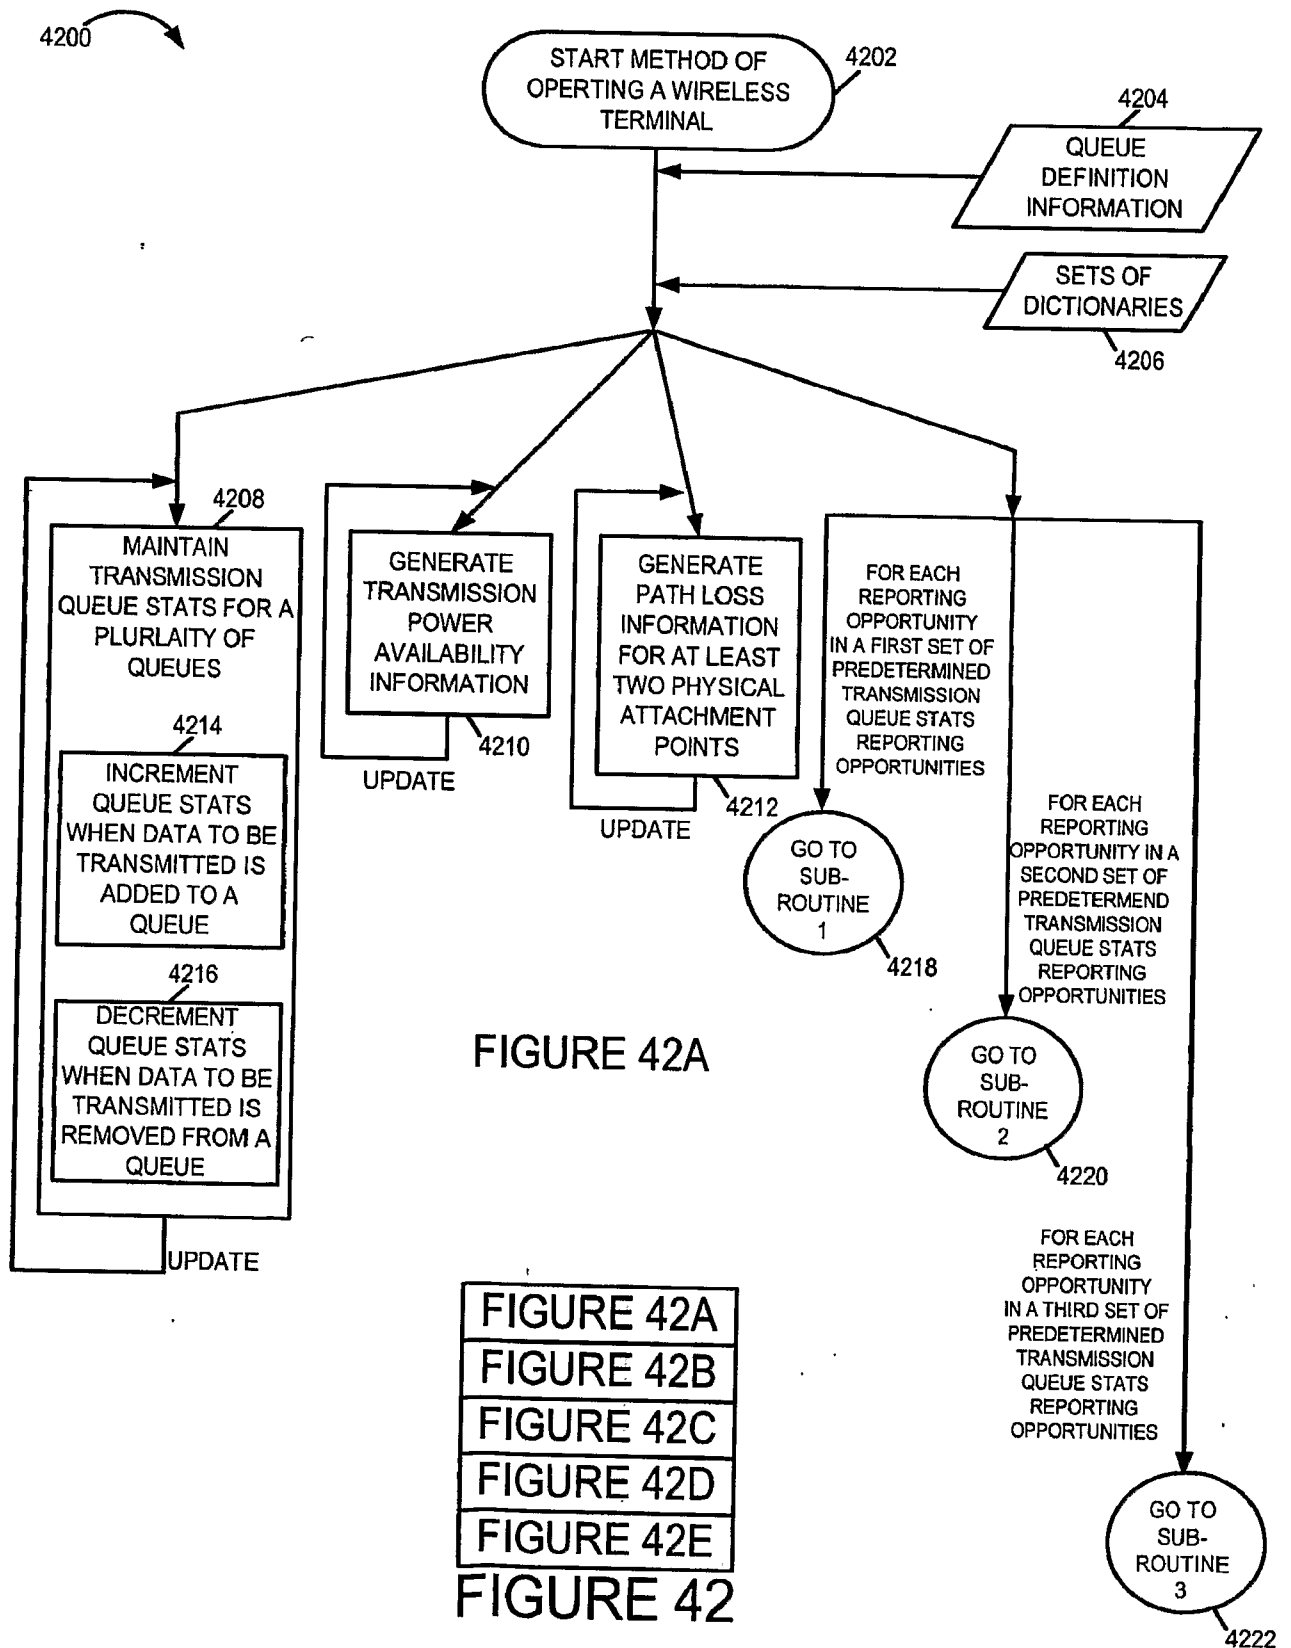 4200
START METHOD OF
OPERTING A WIRELESS
TERMINAL
4202
4204
QUEUE
DEFINITION
INFORMATION
SETS OF
DICTIONARIES
4206
4208
MAINTAIN
TRANSMISSION
QUEUE STATS FOR A
PLURLAITY OF
QUEUES
4214
INCREMENT
QUEUE STATS
WHEN DATA TO BE
TRANSMITTED IS
ADDED TO A
QUEUE
4216
DECREMENT
QUEUE STATS
WHEN DATA TO BE
TRANSMITTED IS
REMOVED FROM A
QUEUE
UPDATE
GENERATE
TRANSMISSION
POWER
AVAILABILITY
INFORMATION
4210
UPDATE
GENERATE
PATH LOSS
INFORMATION
FOR AT LEAST
TWO PHYSICAL
ATTACHMENT
POINTS
4212
UPDATE
FOR EACH
REPORTING
OPPORTUNITY
IN A FIRST SET OF
PREDETERMINED
TRANSMISSION
QUEUE STATS
REPORTING
OPPORTUNITIES
GO TO
SUB-
ROUTINE
1
4218
FOR EACH
REPORTING
OPPORTUNITY IN A
SECOND SET OF
PREDETERMEND
TRANSMISSION
QUEUE STATS
REPORTING
OPPORTUNITIES
GO TO
SUB-
ROUTINE
2
4220
FOR EACH
REPORTING
OPPORTUNITY
IN A THIRD SET OF
PREDETERMINED
TRANSMISSION
QUEUE STATS
REPORTING
OPPORTUNITIES
GO TO
SUB-
ROUTINE
3
4222
FIGURE 42A
FIGURE 42A
FIGURE 42B
FIGURE 42C
FIGURE 42D
FIGURE 42E
FIGURE 42